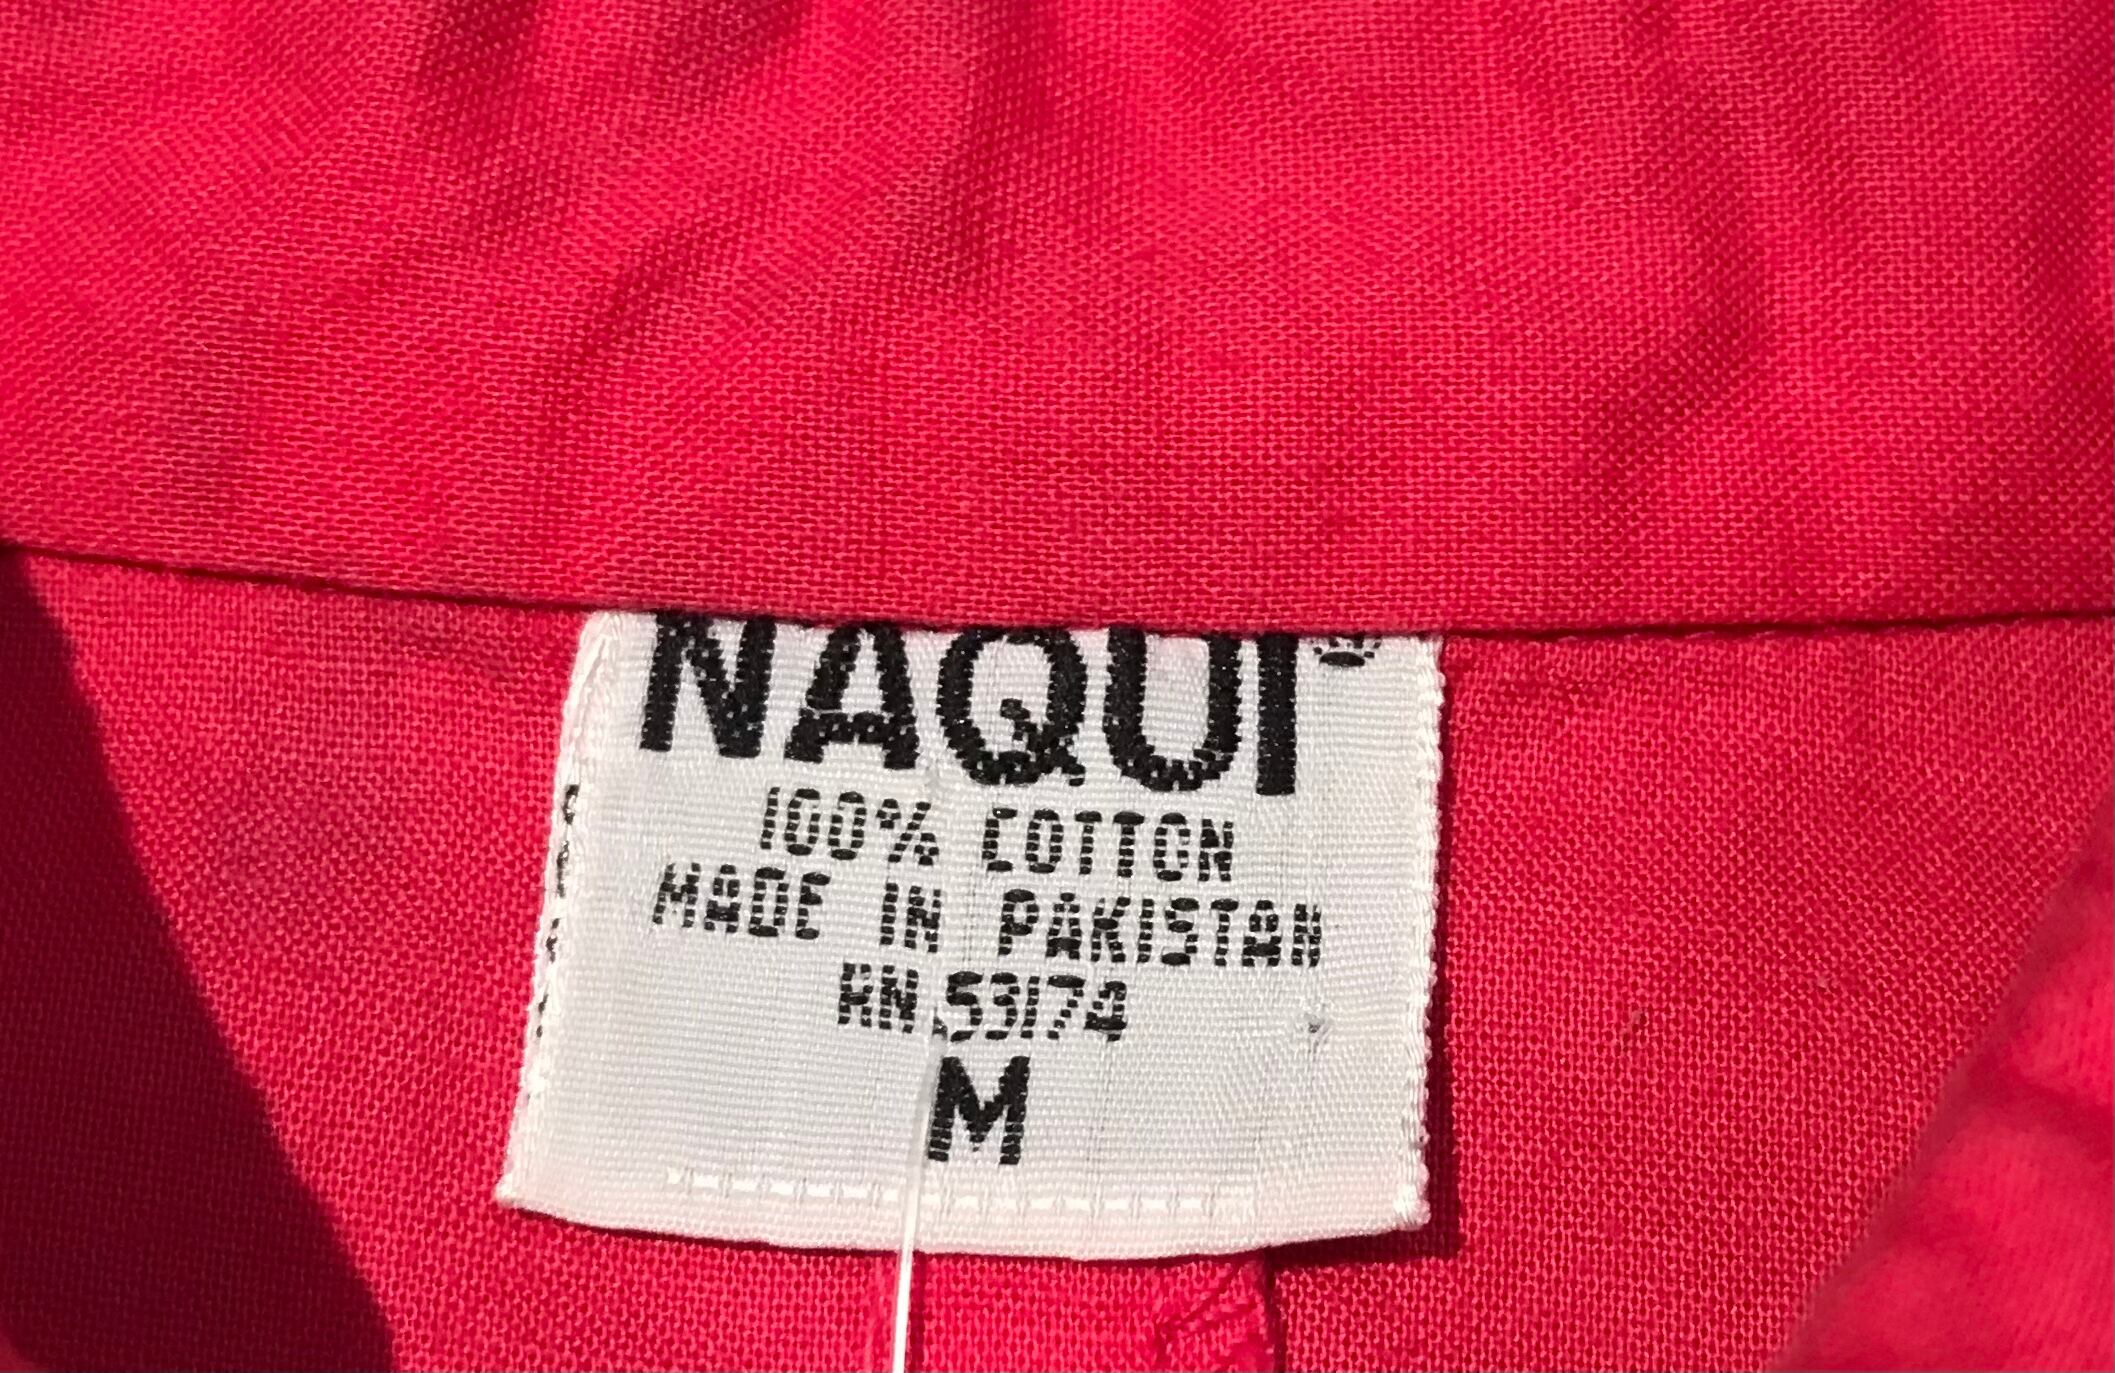 NAQUI®
100% COTTON
MADE IN PAKISTAN
RN 53174
M